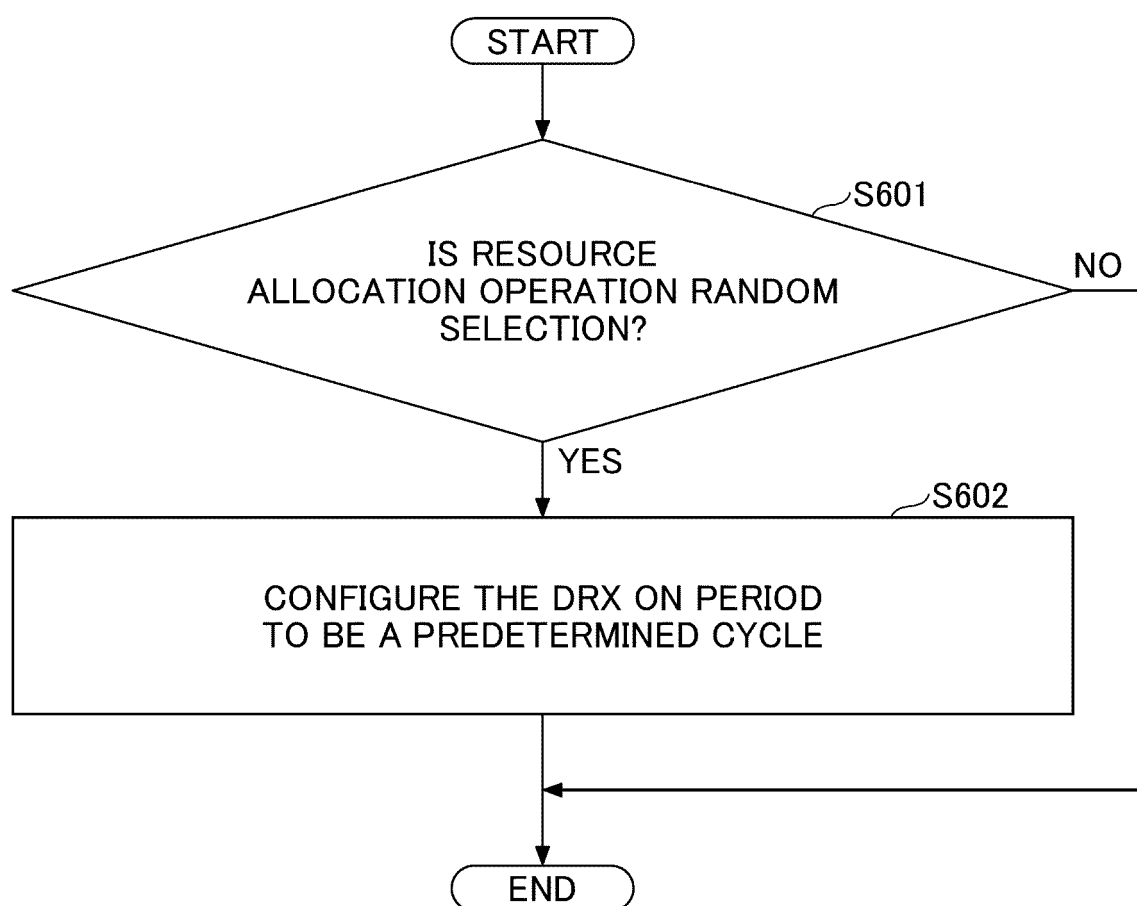 START
S601
IS RESOURCE
ALLOCATION OPERATION RANDOM
SELECTION?
NO
YES
S602
CONFIGURE THE DRX ON PERIOD
TO BE A PREDETERMINED CYCLE
END